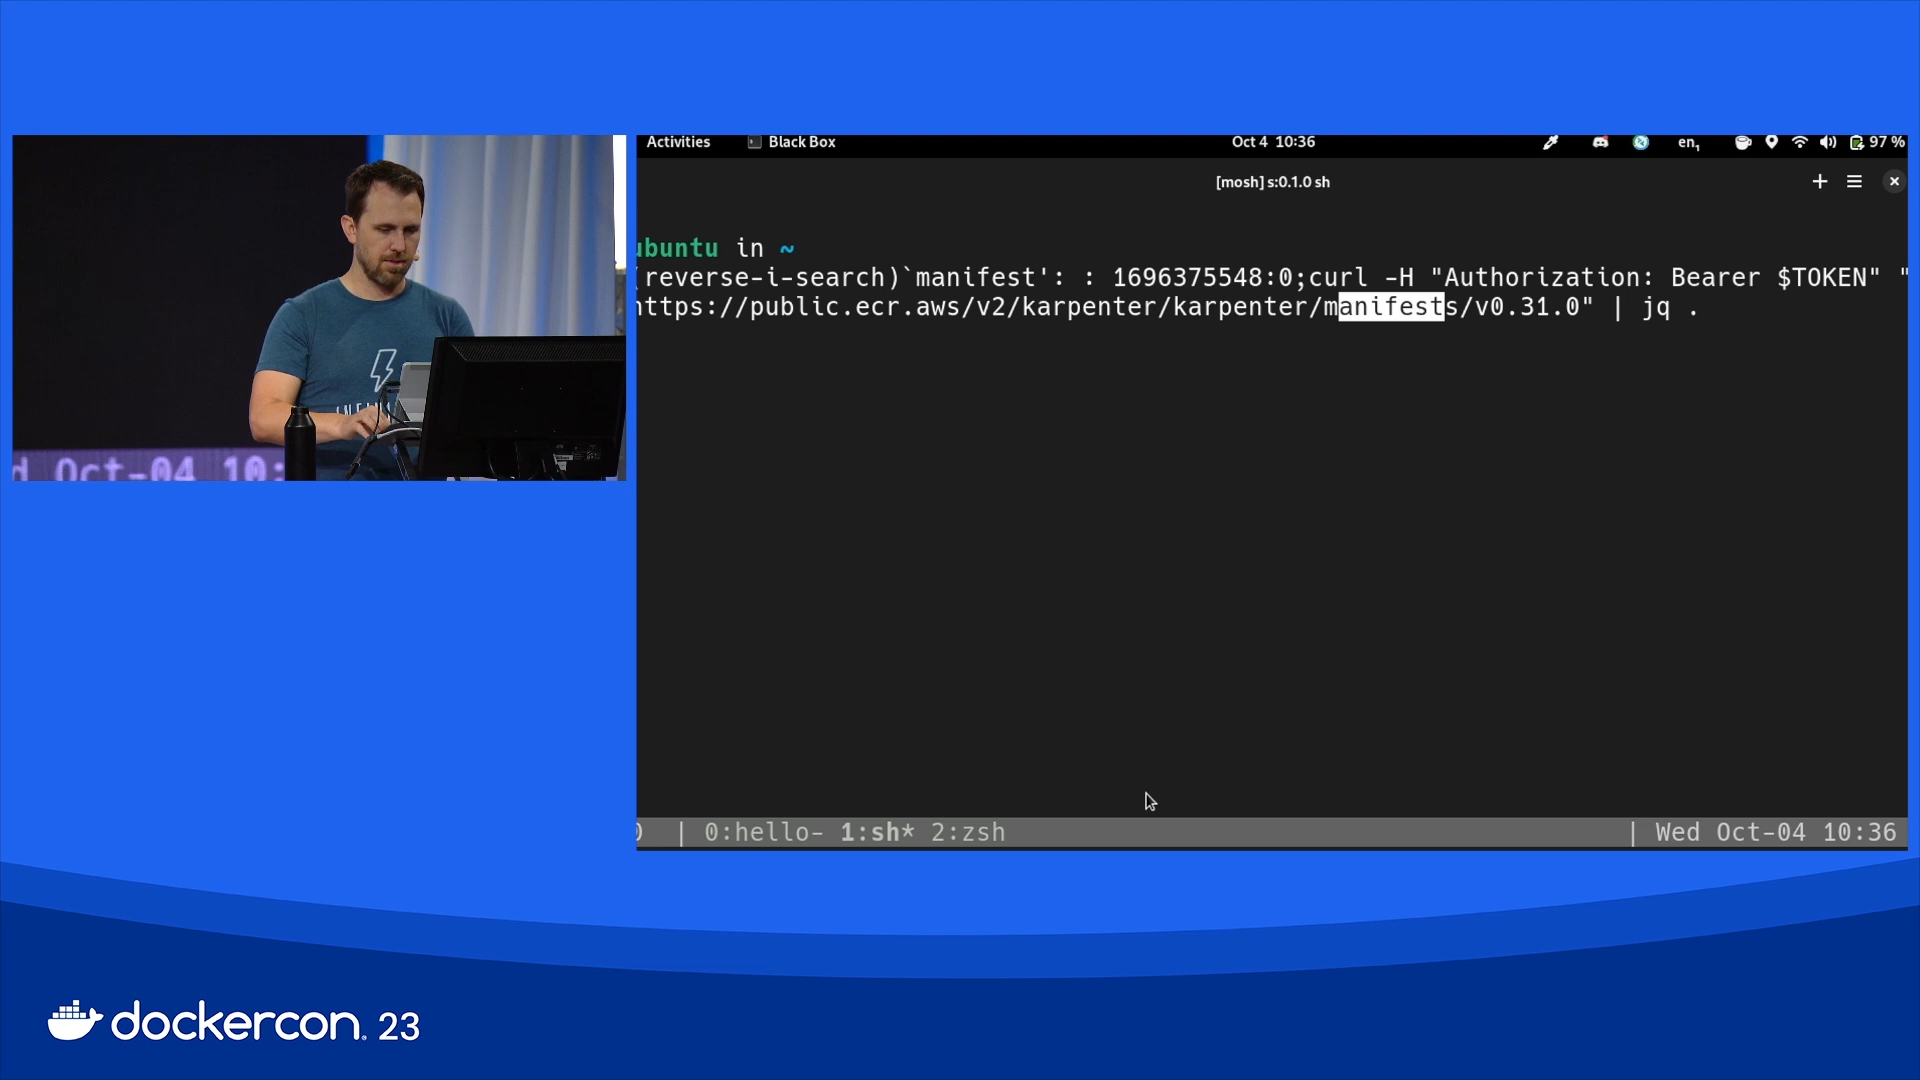 Activities Black Box Oct 4 10:36 en1 97 %
[mosh] s:0.1.0 sh
ubuntu in ~
(reverse-i-search)`manifest': : 1696375548:0;curl -H "Authorization: Bearer $TOKEN" "
https://public.ecr.aws/v2/karpenter/karpenter/manifests/v0.31.0" | jq .
d Oct-04 10:
0 | 0:hello- 1:sh* 2:zsh | Wed Oct-04 10:36
dockercon. 23